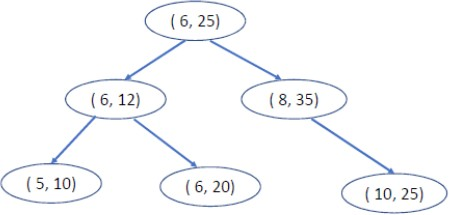 ( 6, 25)
( 6, 12)
( 8, 35)
( 5, 10)
( 6, 20)
( 10, 25)